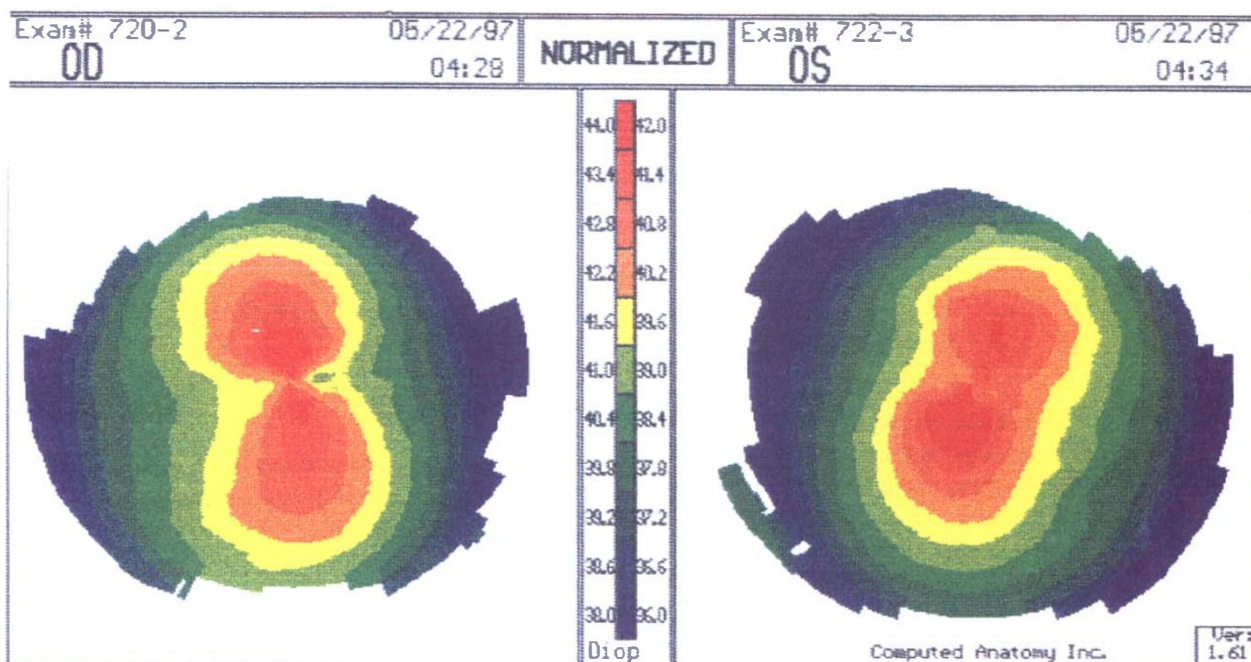 Exam# 720-2 05/22/97
OD 04:28
NORMALIZED
Exam# 722-3 05/22/97
OS 04:34
44.0 42.0
43.4 41.4
42.8 40.8
42.2 40.2
41.6 39.6
41.0 39.0
40.4 38.4
39.8 37.8
39.2 37.2
38.6 36.6
38.0 36.0
Diop
Computed Anatomy Inc.
Ver:
1.61